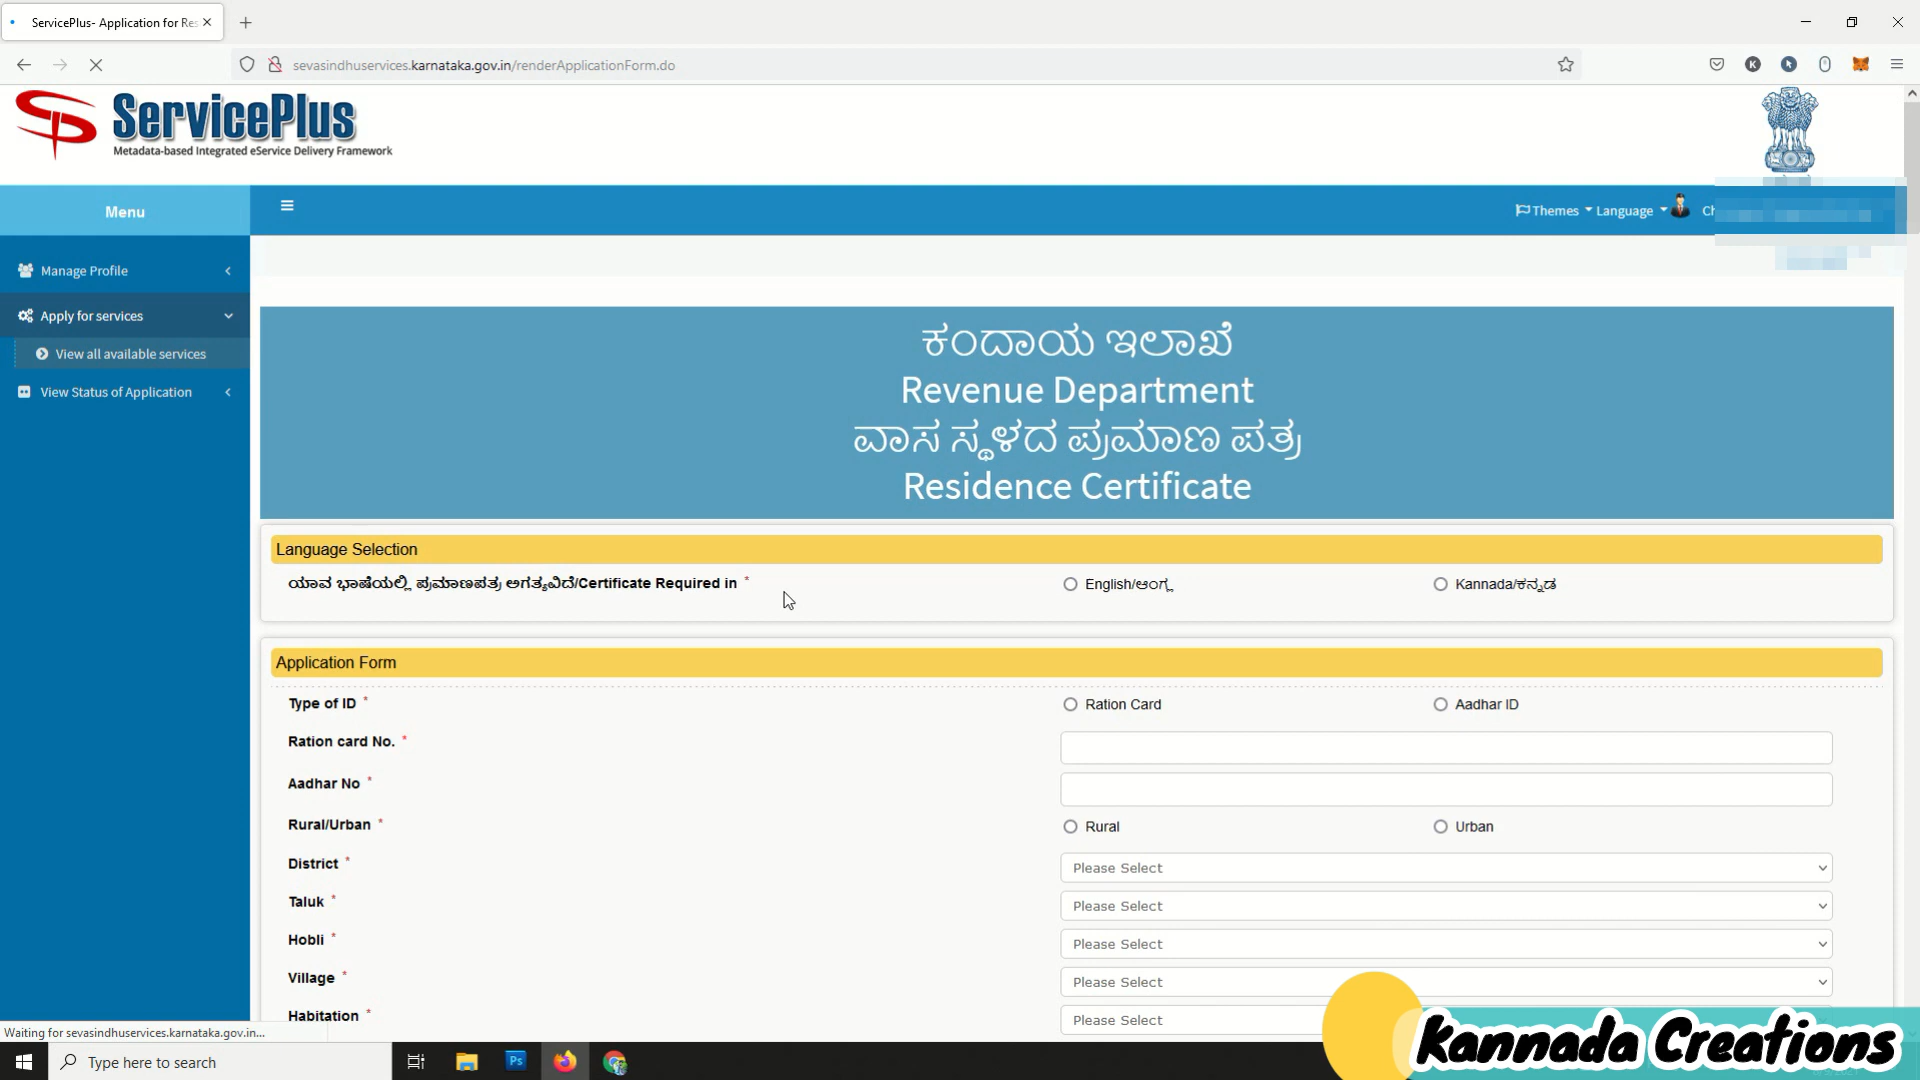 ServicePlus- Application for Res
sevasindhuservices.karnataka.gov.in/renderApplicationForm.do
ServicePlus
Metadata-based Integrated eService Delivery Framework
Menu
Themes Language Ch
Manage Profile
Apply for services
View all available services
View Status of Application
ಕಂದಾಯ ಇಲಾಖೆ
Revenue Department
ವಾಸ ಸ್ಥಳದ ಪ್ರಮಾಣ ಪತ್ರ
Residence Certificate
Language Selection
ಯಾವ ಭಾಷೆಯಲ್ಲಿ ಪ್ರಮಾಣಪತ್ರ ಅಗತ್ಯವಿದೆ/Certificate Required in *
English/ಆಂಗ್ಲ
Kannada/ಕನ್ನಡ
Application Form
Type of ID *
Ration Card
Aadhar ID
Ration card No. *
Aadhar No *
Rural/Urban *
Rural
Urban
District *
Please Select
Taluk *
Please Select
Hobli *
Please Select
Village *
Please Select
Habitation *
Please Select
Waiting for sevasindhuservices.karnataka.gov.in...
Kannada Creations
Type here to search
Ps